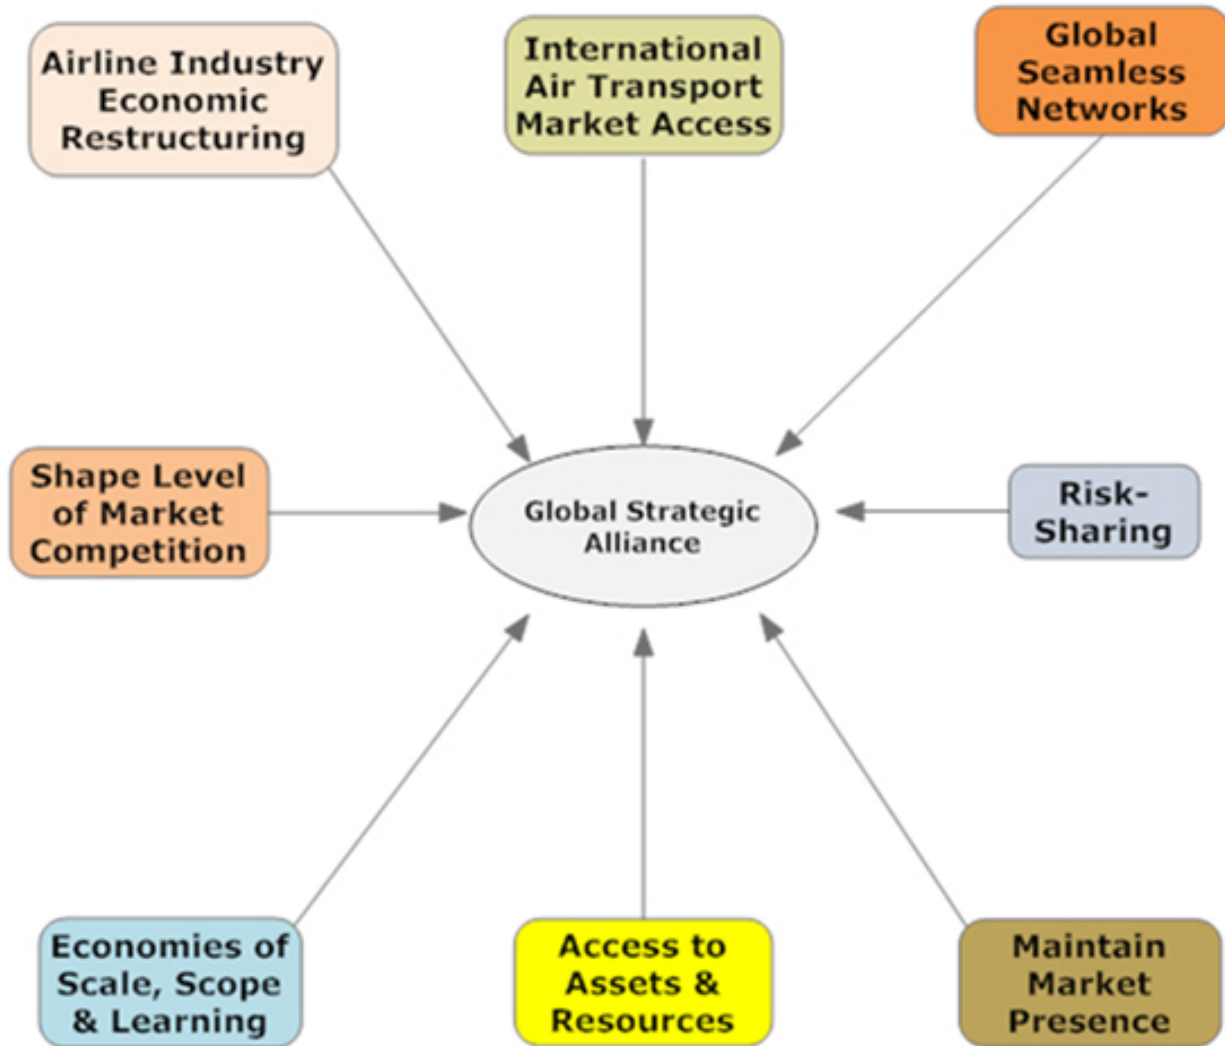 Airline Industry
Economic
Restructuring
International
Air Transport
Market Access
Global
Seamless
Networks
Shape Level
of Market
Competition
Global Strategic
Alliance
Risk-
Sharing
Economies of
Scale, Scope
& Learning
Access to
Assets &
Resources
Maintain
Market
Presence